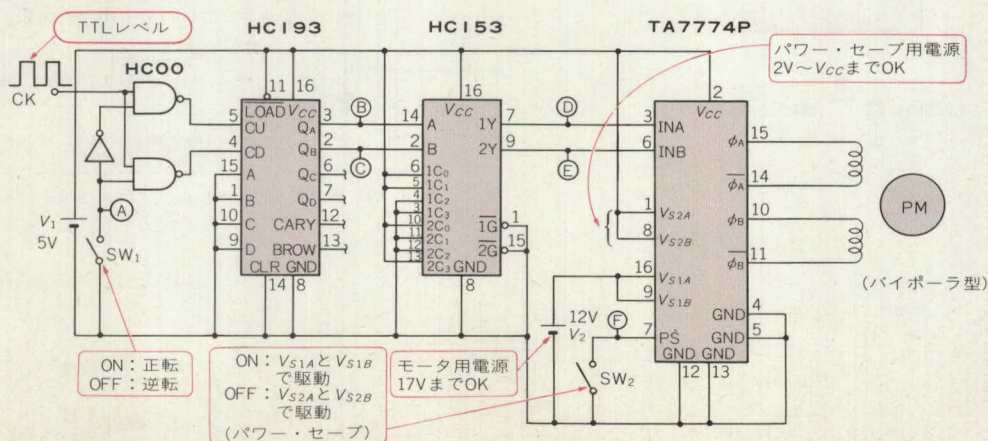 HC193
HC153
TA7774P
TTLレベル
CK
HC00
パワー・セーブ用電源
2V〜VCCまでOK
11
16
LOAD VCC
5
CU
4
CD
15
A
1
B
10
C
9
D
QA
3
QB
2
QC
6
QD
7
CARY
12
BROW
13
CLR GND
14
8
Ⓐ
Ⓑ
Ⓒ
V1
5V
SW1
16
VCC
14
A
2
B
6
1C0
5
1C1
4
1C2
3
1C3
10
2C0
11
2C1
12
2C2
13
2C3
GND
8
1Y
7
2Y
9
1G
1
2G
15
Ⓓ
Ⓔ
2
VCC
3
INA
6
INB
1
VS2A
8
VS2B
16
VS1A
9
VS1B
7
PS
GND GND
12
13
φA
15
φA
14
φB
10
φB
11
GND
4
GND
5
PM
(バイポーラ型)
12V
V2
Ⓕ
SW2
ON:正転
OFF:逆転
ON:VS1AとVS1B
で駆動
OFF:VS2AとVS2B
で駆動
(パワー・セーブ)
モータ用電源
17VまでOK